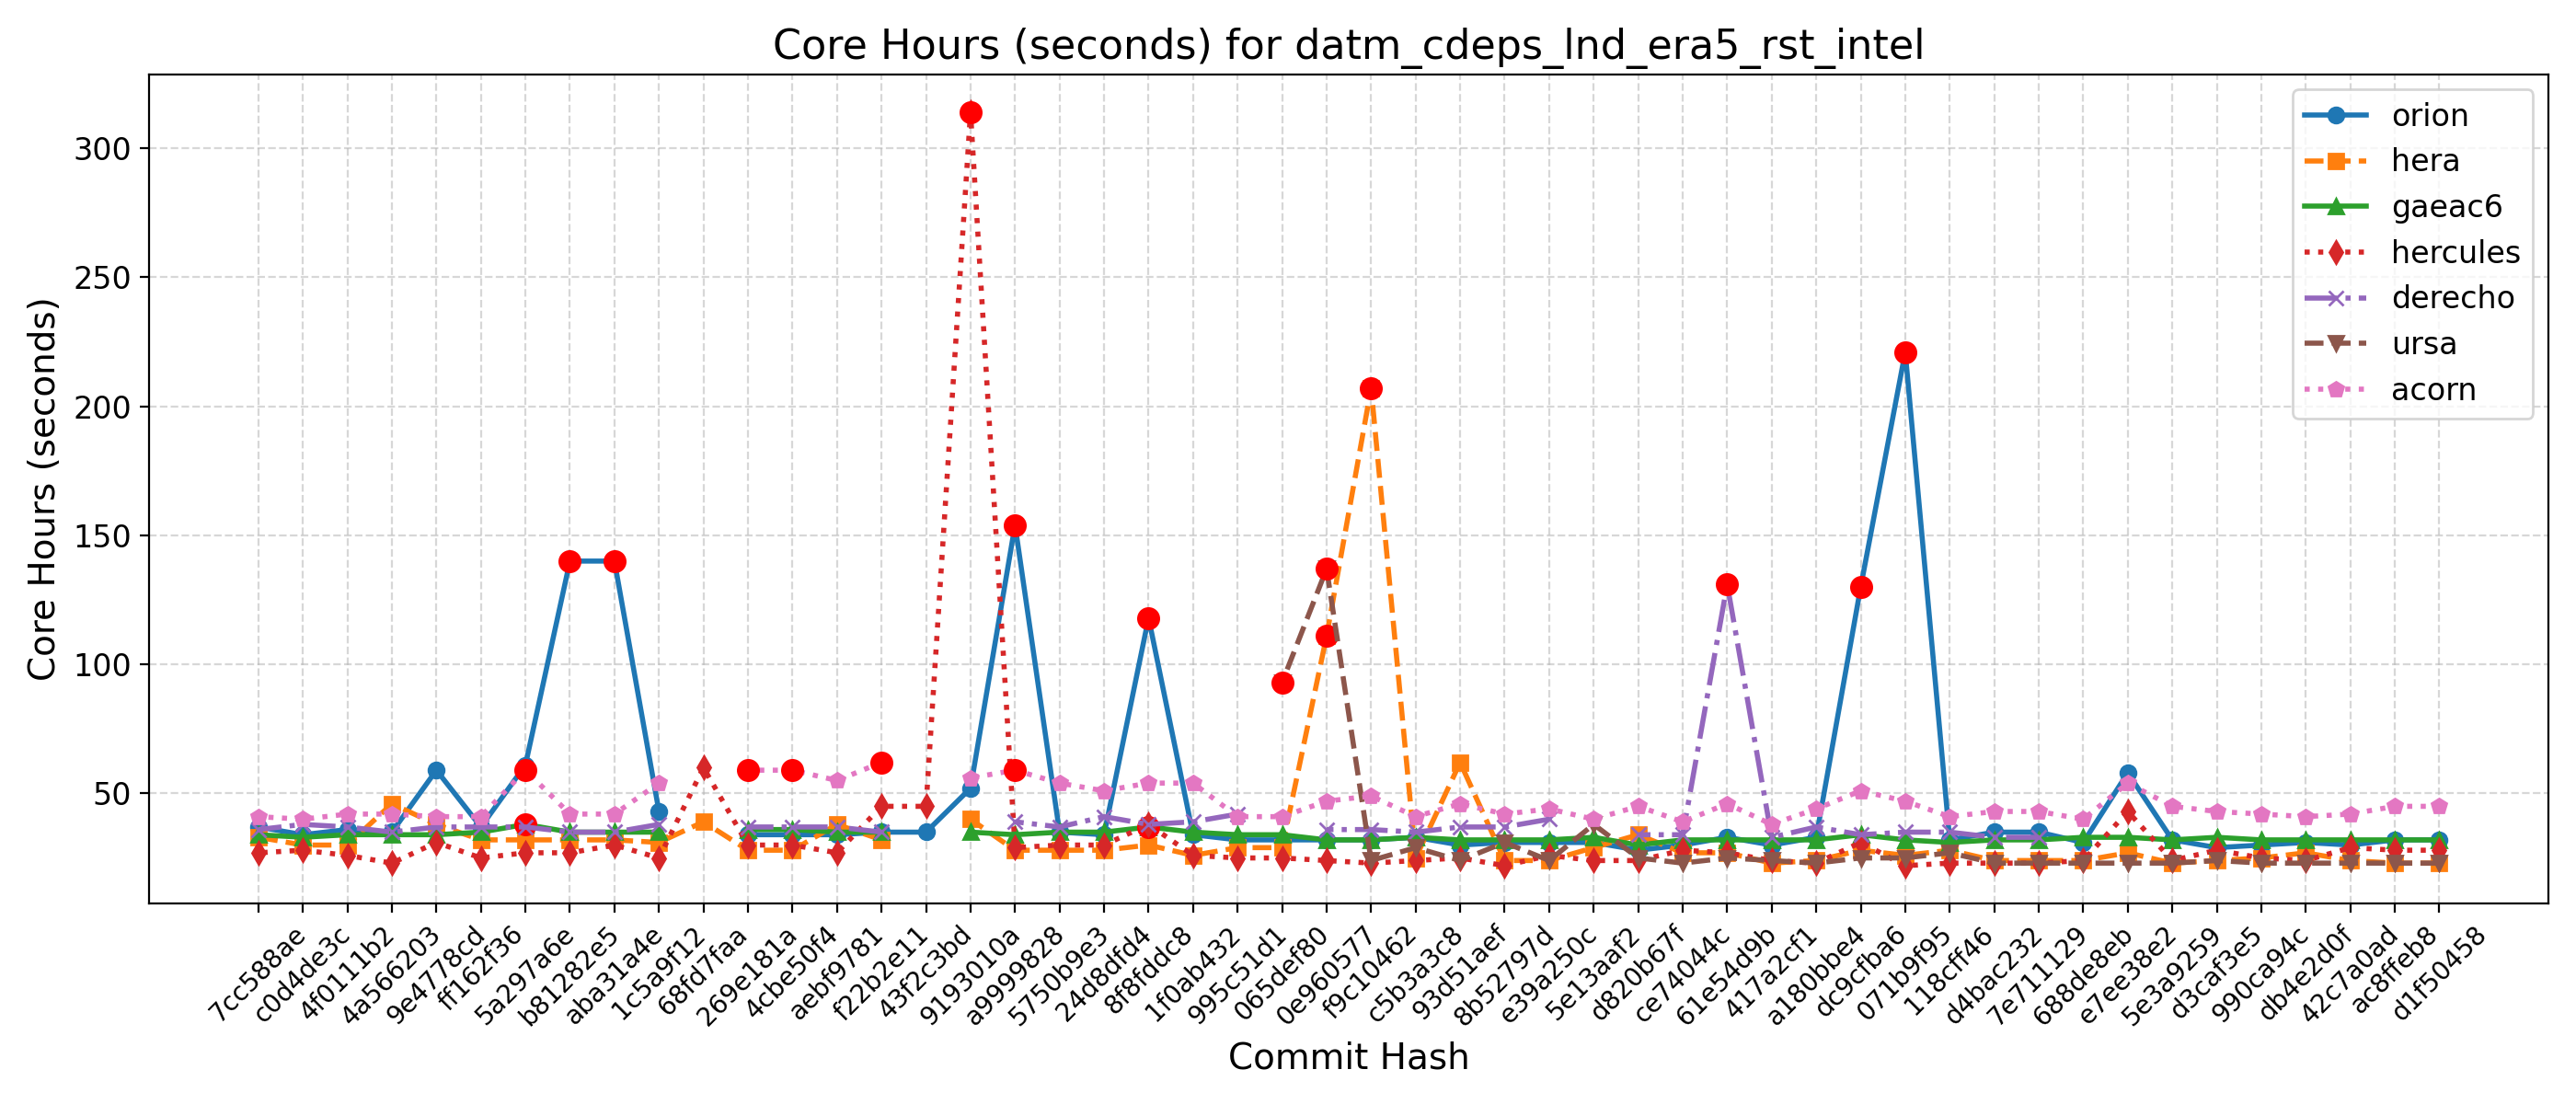 Core Hours (seconds) for datm_cdeps_lnd_era5_rst_intel
Core Hours (seconds)
300
250
200
150
100
50
orion
hera
gaeac6
hercules
derecho
ursa
acorn
7cc588ae
c0d4de3c
4f0111b2
4a566203
9e4778cd
ff162f36
5a297a6e
b81282e5
aba31a4e
1c5a9f12
68fd7faa
269e181a
4cbe50f4
aebf9781
f22b2e11
43f2c3bd
9193010a
a9999828
5750b9e3
24d8dfd4
8f8fddc8
1f0ab432
995c51d1
065def80
0e960577
f9c10462
c5b3a3c8
93d51aef
8b52797d
e39a250c
5e13aaf2
d820b67f
ce74044c
61e54d9b
417a2cf1
a180bbe4
dc9cfba6
071b9f95
118cff46
d4bac232
7e711129
688de8eb
e7ee38e2
5e3a9259
d3caf3e5
990ca94c
db4e2d0f
42c7a0ad
ac8ffeb8
d1f50458
Commit Hash